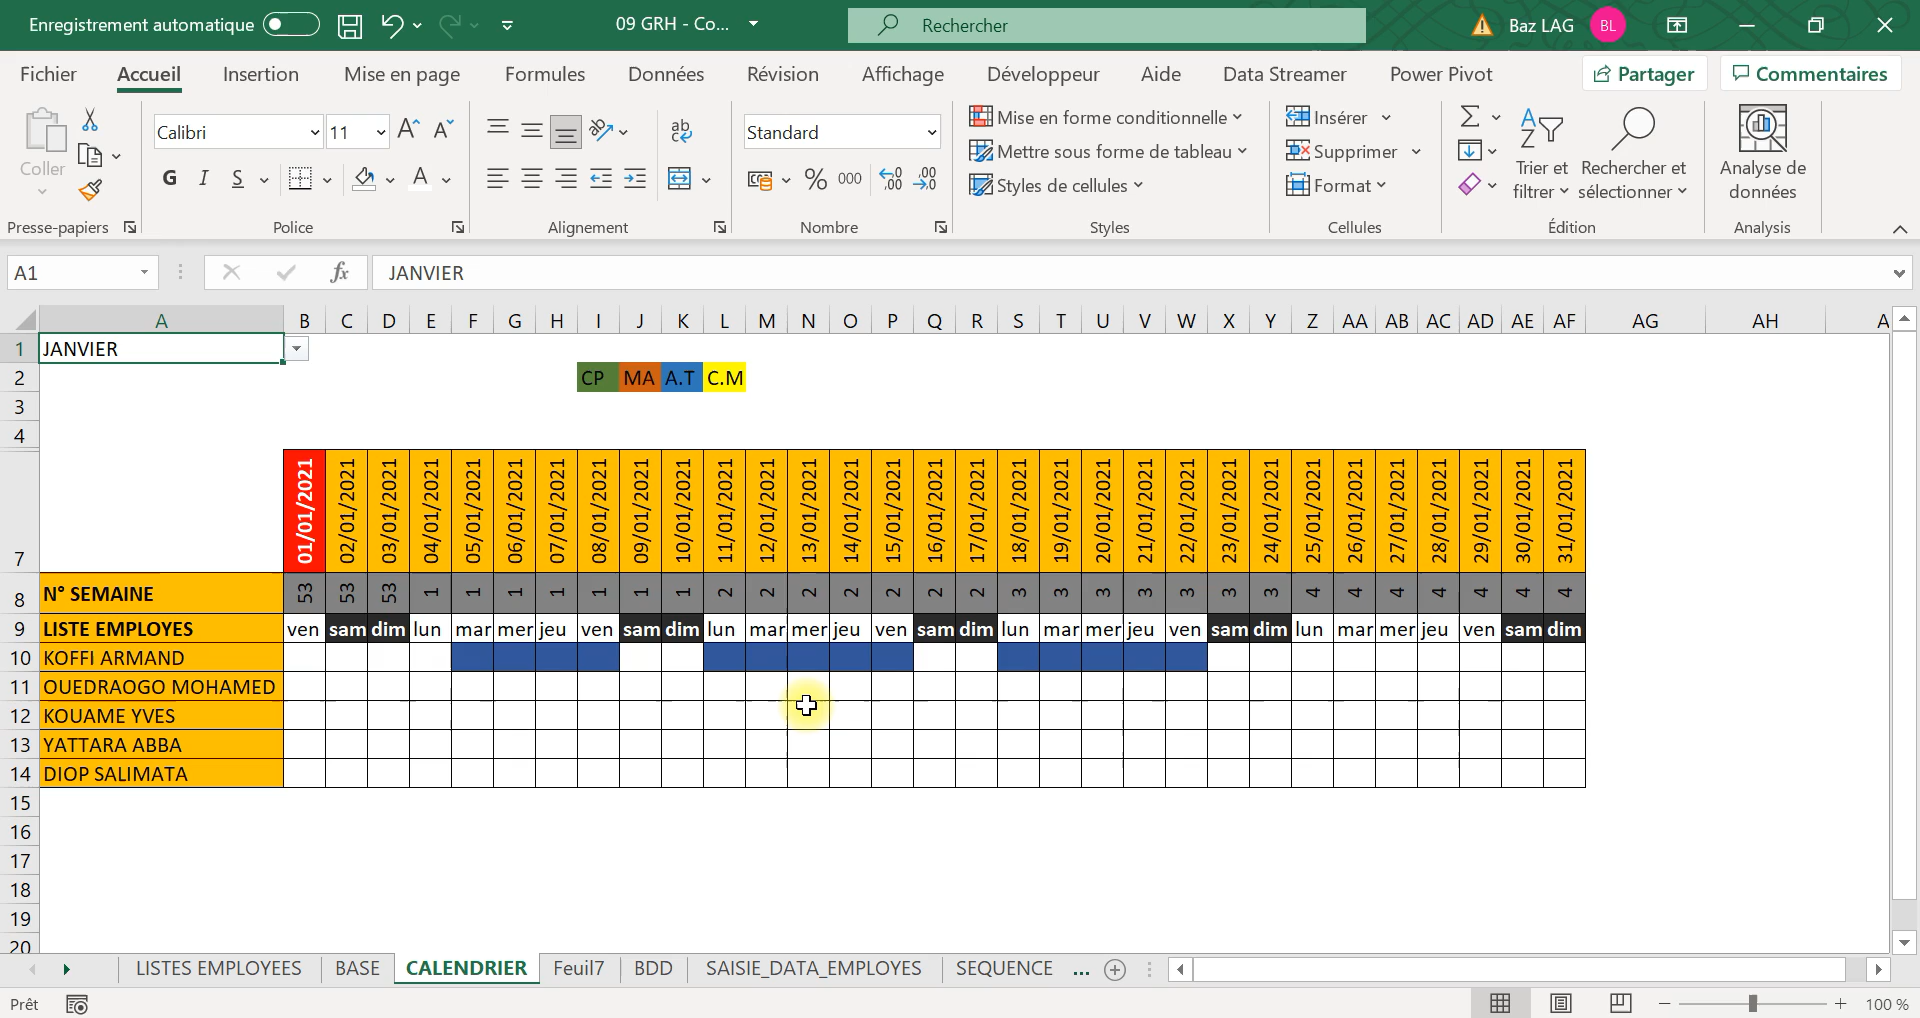 Enregistrement automatique
09 GRH - Co...
Rechercher
Baz LAG
BL
Fichier Accueil Insertion Mise en page Formules Données Révision Affichage Développeur Aide Data Streamer Power Pivot
Partager
Commentaires
Coller
Calibri 11
G I S
Standard
% 000
Mise en forme conditionnelle
Mettre sous forme de tableau
Styles de cellules
Insérer
Supprimer
Format
Trier et filtrer
Rechercher et sélectionner
Analyse de données
Presse-papiers Police Alignement Nombre Styles Cellules Édition Analysis
A1 fx JANVIER
A B C D E F G H I J K L M N O P Q R S T U V W X Y Z AA AB AC AD AE AF AG AH A
1 JANVIER
2 CP MA A.T C.M
3
4
7 01/01/2021 02/01/2021 03/01/2021 04/01/2021 05/01/2021 06/01/2021 07/01/2021 08/01/2021 09/01/2021 10/01/2021 11/01/2021 12/01/2021 13/01/2021 14/01/2021 15/01/2021 16/01/2021 17/01/2021 18/01/2021 19/01/2021 20/01/2021 21/01/2021 22/01/2021 23/01/2021 24/01/2021 25/01/2021 26/01/2021 27/01/2021 28/01/2021 29/01/2021 30/01/2021 31/01/2021
8 N° SEMAINE 53 53 53 1 1 1 1 1 1 1 2 2 2 2 2 2 2 3 3 3 3 3 3 3 4 4 4 4 4 4 4
9 LISTE EMPLOYES ven sam dim lun mar mer jeu ven sam dim lun mar mer jeu ven sam dim lun mar mer jeu ven sam dim lun mar mer jeu ven sam dim
10 KOFFI ARMAND
11 OUEDRAOGO MOHAMED
12 KOUAME YVES
13 YATTARA ABBA
14 DIOP SALIMATA
15
16
17
18
19
20
LISTES EMPLOYEES BASE CALENDRIER Feuil7 BDD SAISIE_DATA_EMPLOYES SEQUENCE ...
Prêt
100 %